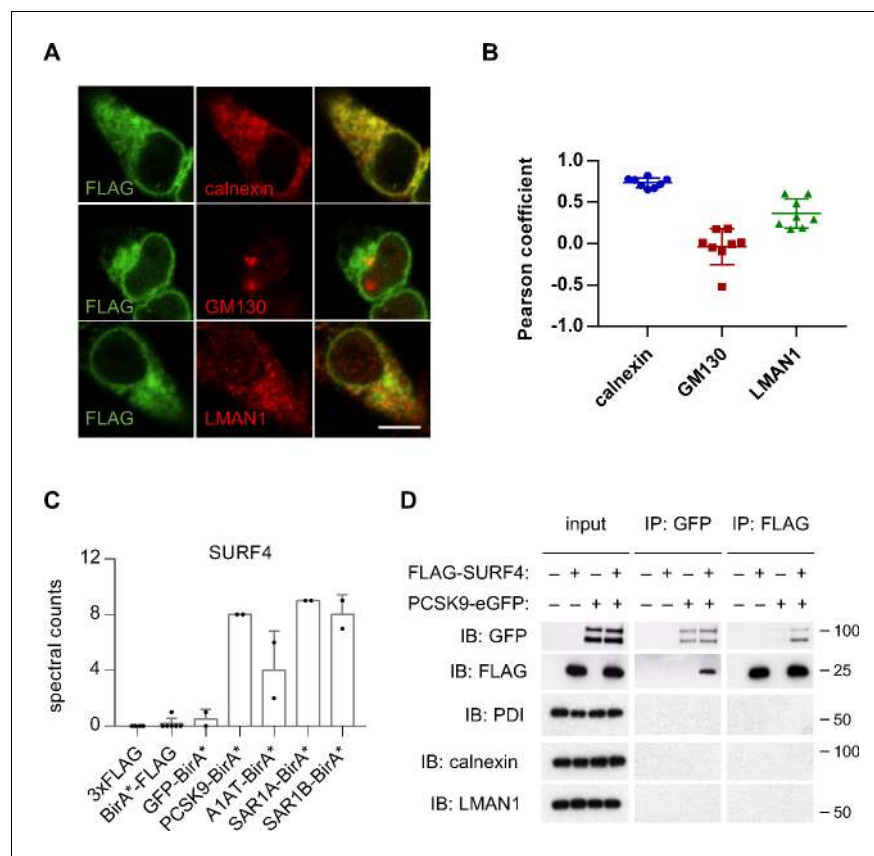 A
FLAG
calnexin
FLAG
GM130
FLAG
LMAN1
B
Pearson coefficient
1.0
0.5
0.0
-0.5
-1.0
calnexin
GM130
LMAN1
C
SURF4
spectral counts
12
8
4
0
3xFLAG
BirA*-FLAG
GFP-BirA*
PCSK9-BirA*
A1AT-BirA*
SAR1A-BirA*
SAR1B-BirA*
D
input IP: GFP IP: FLAG
FLAG-SURF4: − + − + − + − + − + − +
PCSK9-eGFP: − − + + − − + + − − + +
IB: GFP – 100
IB: FLAG – 25
IB: PDI – 50
IB: calnexin – 100
IB: LMAN1 – 50